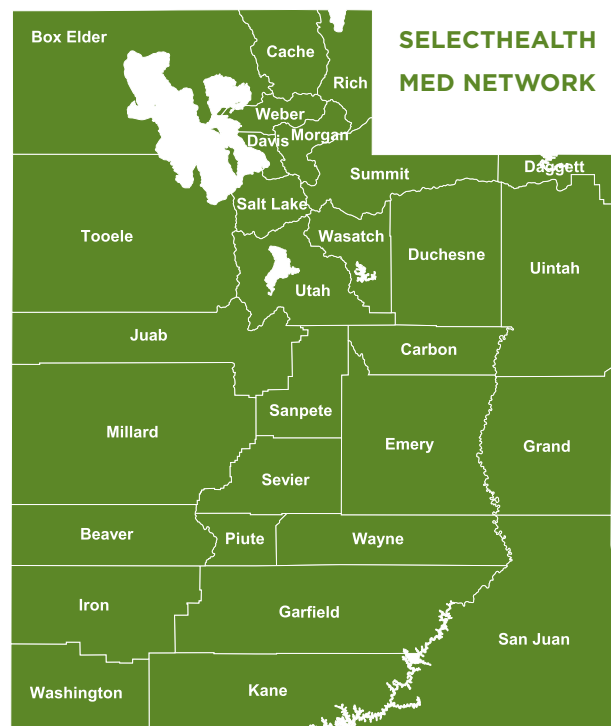 SELECTHEALTH
MED NETWORK
Box Elder
Cache
Rich
Weber
Morgan
Davis
Summit
Daggett
Salt Lake
Tooele
Wasatch
Duchesne
Uintah
Utah
Juab
Carbon
Sanpete
Millard
Emery
Grand
Sevier
Beaver
Piute
Wayne
Iron
Garfield
San Juan
Washington
Kane